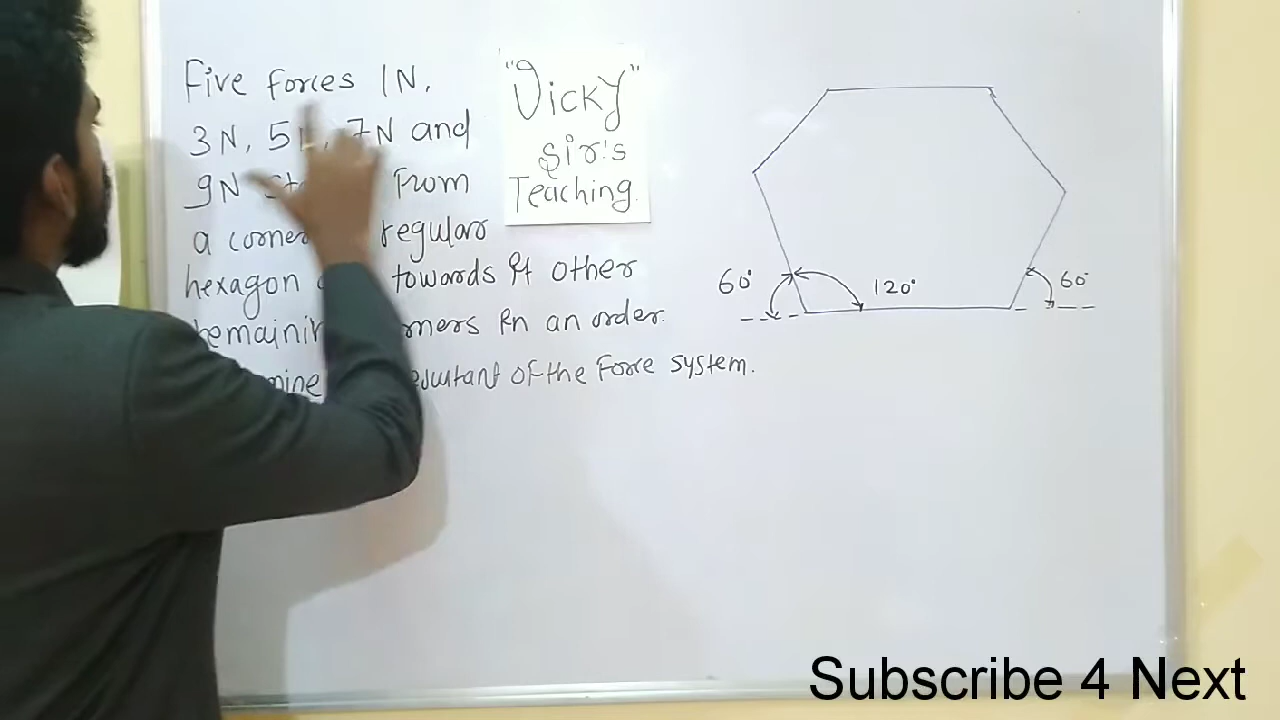 Five forces 1N,
3N, 5N, 7N and
9N from
a corner regular
hexagon towards it other
in an order
of the Force system.
"Vicky"
Sir's
Teaching.
60°
120°
60°
Subscribe 4 Next